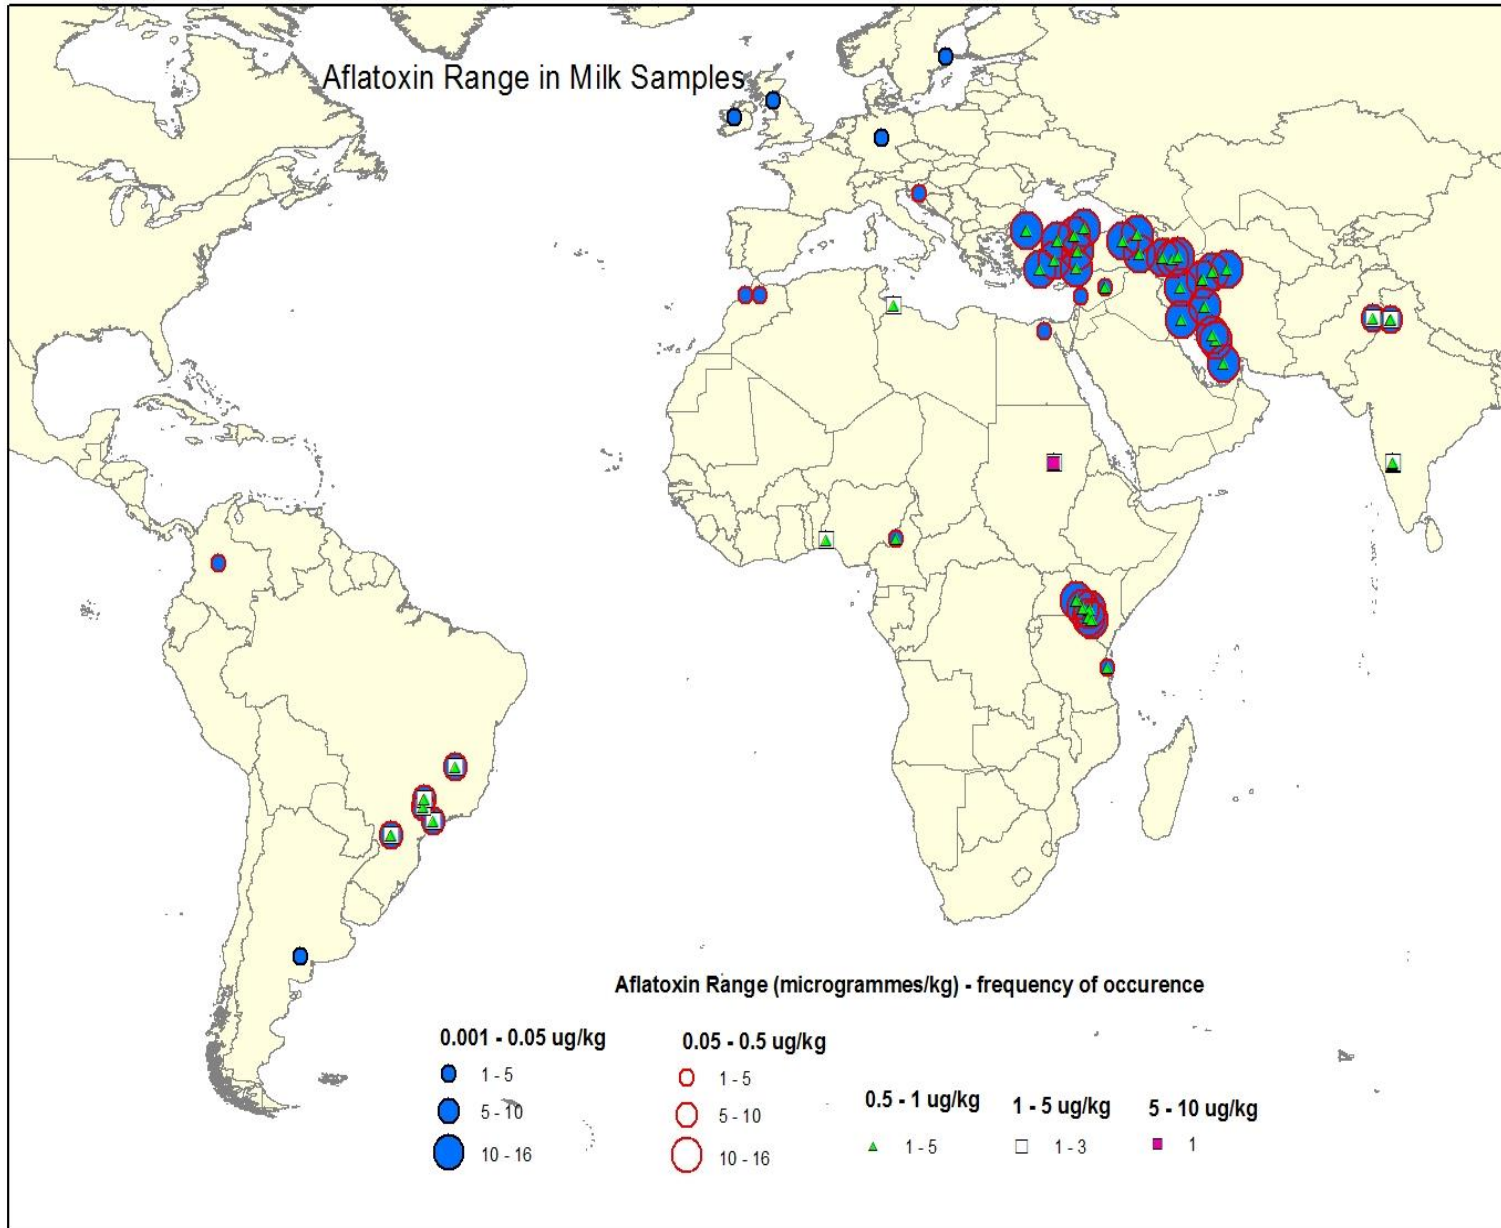 Aflatoxin Range in Milk Samples
Aflatoxin Range (microgrammes/kg) - frequency of occurence
0.001 - 0.05 ug/kg
1 - 5
5 - 10
10 - 16
0.05 - 0.5 ug/kg
1 - 5
5 - 10
10 - 16
0.5 - 1 ug/kg
1 - 5
1 - 5 ug/kg
1 - 3
5 - 10 ug/kg
1